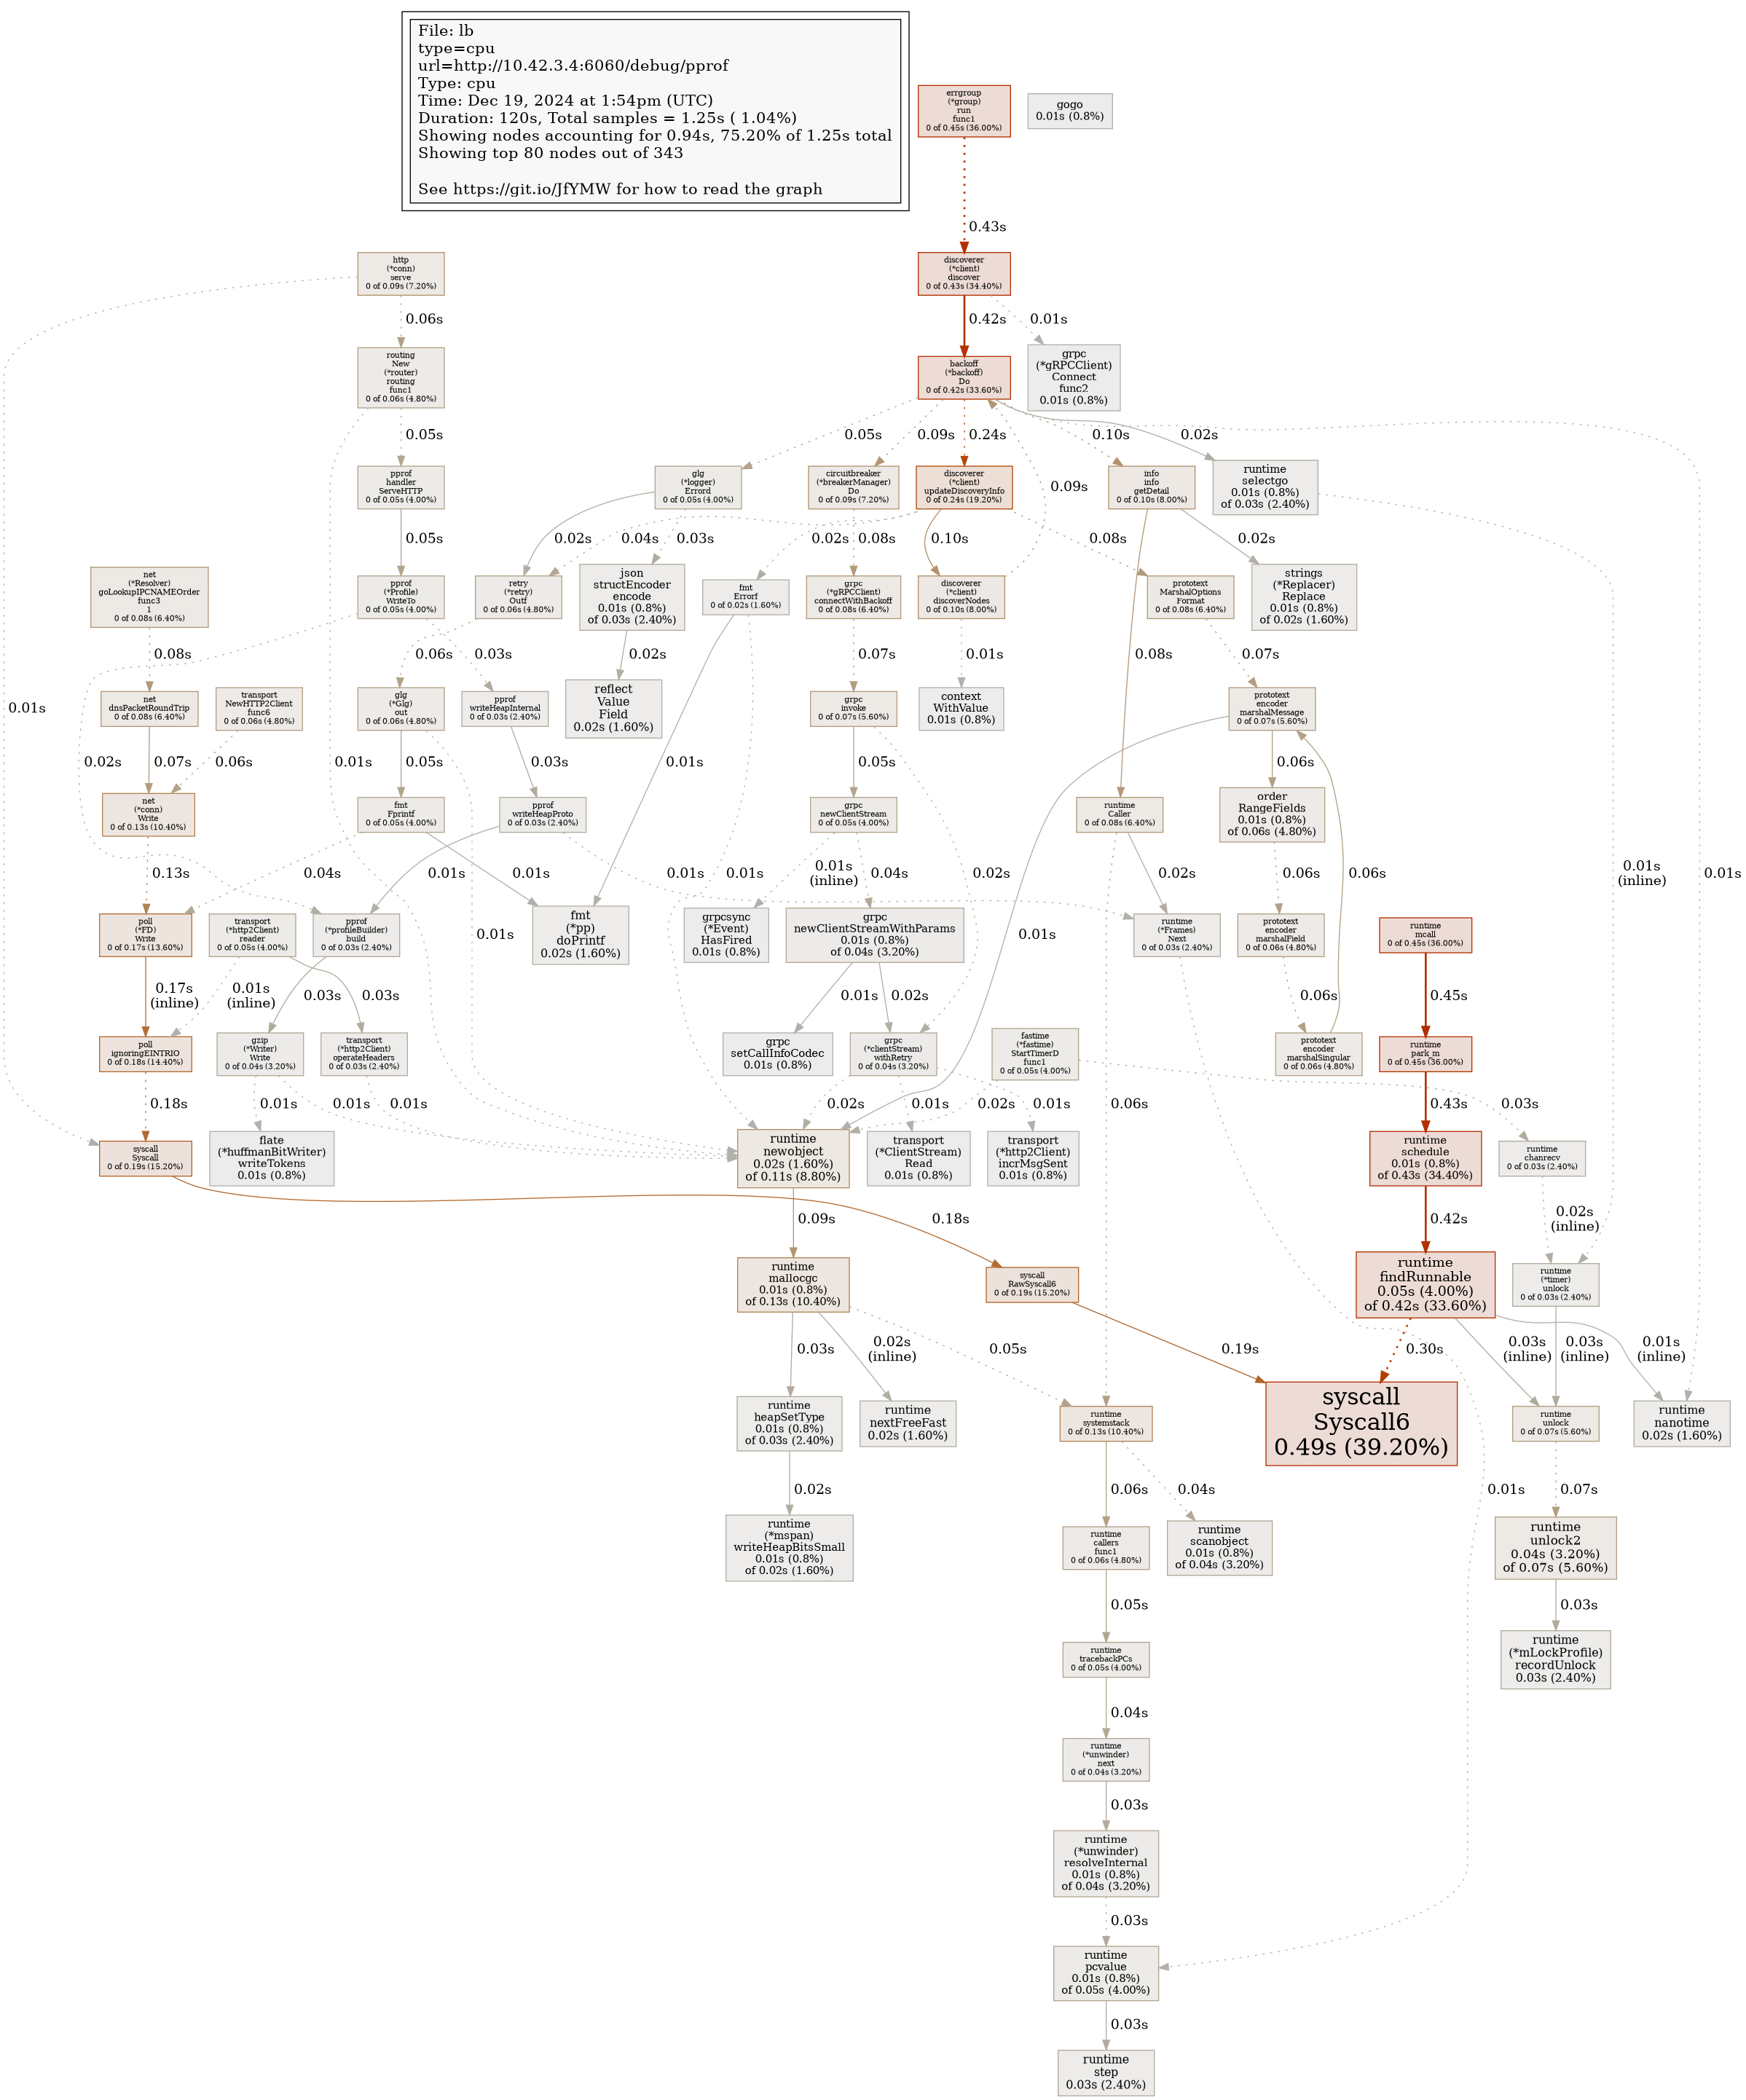 File: lb
type=cpu
url=http://10.42.3.4:6060/debug/pprof
Type: cpu
Time: Dec 19, 2024 at 1:54pm (UTC)
Duration: 120s, Total samples = 1.25s ( 1.04%)
Showing nodes accounting for 0.94s, 75.20% of 1.25s total
Showing top 80 nodes out of 343
See https://git.io/JfYMW for how to read the graph
errgroup
(*group)
run
func1
0 of 0.45s (36.00%)
gogo
0.01s (0.8%)
0.43s
http
(*conn)
serve
0 of 0.09s (7.20%)
discoverer
(*client)
discover
0 of 0.43s (34.40%)
0.06s
0.42s
0.01s
routing
New
(*router)
routing
func1
0 of 0.06s (4.80%)
backoff
(*backoff)
Do
0 of 0.42s (33.60%)
grpc
(*gRPCClient)
Connect
func2
0.01s (0.8%)
0.05s
0.05s
0.09s
0.24s
0.10s
0.02s
pprof
handler
ServeHTTP
0 of 0.05s (4.00%)
glg
(*logger)
Errord
0 of 0.05s (4.00%)
circuitbreaker
(*breakerManager)
Do
0 of 0.09s (7.20%)
discoverer
(*client)
updateDiscoveryInfo
0 of 0.24s (19.20%)
0.09s
info
info
getDetail
0 of 0.10s (8.00%)
runtime
selectgo
0.01s (0.8%)
of 0.03s (2.40%)
0.05s
0.02s
0.04s
0.03s
0.02s
0.08s
0.10s
0.08s
0.02s
net
(*Resolver)
goLookupIPCNAMEOrder
func3
1
0 of 0.08s (6.40%)
pprof
(*Profile)
WriteTo
0 of 0.05s (4.00%)
retry
(*retry)
Outf
0 of 0.06s (4.80%)
json
structEncoder
encode
0.01s (0.8%)
of 0.03s (2.40%)
fmt
Errorf
0 of 0.02s (1.60%)
grpc
(*gRPCClient)
connectWithBackoff
0 of 0.08s (6.40%)
discoverer
(*client)
discoverNodes
0 of 0.10s (8.00%)
prototext
MarshalOptions
Format
0 of 0.08s (6.40%)
strings
(*Replacer)
Replace
0.01s (0.8%)
of 0.02s (1.60%)
0.08s
0.06s
0.03s
0.02s
0.07s
0.01s
0.08s
0.07s
0.01s
net
dnsPacketRoundTrip
0 of 0.08s (6.40%)
transport
NewHTTP2Client
func6
0 of 0.06s (4.80%)
glg
(*Glg)
out
0 of 0.06s (4.80%)
pprof
writeHeapInternal
0 of 0.03s (2.40%)
reflect
Value
Field
0.02s (1.60%)
grpc
invoke
0 of 0.07s (5.60%)
context
WithValue
0.01s (0.8%)
prototext
encoder
marshalMessage
0 of 0.07s (5.60%)
0.02s
0.07s
0.06s
0.01s
0.05s
0.03s
0.01s
0.05s
0.06s
net
(*conn)
Write
0 of 0.13s (10.40%)
fmt
Fprintf
0 of 0.05s (4.00%)
pprof
writeHeapProto
0 of 0.03s (2.40%)
grpc
newClientStream
0 of 0.05s (4.00%)
runtime
Caller
0 of 0.08s (6.40%)
order
RangeFields
0.01s (0.8%)
of 0.06s (4.80%)
0.13s
0.04s
0.01s
0.01s
0.01s
0.01s
0.01s
(inline)
0.04s
0.02s
0.02s
0.06s
0.06s
0.01s
(inline)
0.01s
poll
(*FD)
Write
0 of 0.17s (13.60%)
transport
(*http2Client)
reader
0 of 0.05s (4.00%)
pprof
(*profileBuilder)
build
0 of 0.03s (2.40%)
0.01s
fmt
(*pp)
doPrintf
0.02s (1.60%)
grpcsync
(*Event)
HasFired
0.01s (0.8%)
grpc
newClientStreamWithParams
0.01s (0.8%)
of 0.04s (3.20%)
0.01s
runtime
(*Frames)
Next
0 of 0.03s (2.40%)
prototext
encoder
marshalField
0 of 0.06s (4.80%)
runtime
mcall
0 of 0.45s (36.00%)
0.17s
(inline)
0.01s
(inline)
0.03s
0.03s
0.01s
0.02s
0.06s
0.45s
poll
ignoringEINTRIO
0 of 0.18s (14.40%)
gzip
(*Writer)
Write
0 of 0.04s (3.20%)
transport
(*http2Client)
operateHeaders
0 of 0.03s (2.40%)
grpc
setCallInfoCodec
0.01s (0.8%)
grpc
(*clientStream)
withRetry
0 of 0.04s (3.20%)
fastime
(*fastime)
StartTimerD
func1
0 of 0.05s (4.00%)
prototext
encoder
marshalSingular
0 of 0.06s (4.80%)
runtime
park_m
0 of 0.45s (36.00%)
0.18s
0.01s
0.01s
0.01s
0.02s
0.01s
0.02s
0.01s
0.06s
0.43s
0.03s
syscall
Syscall
0 of 0.19s (15.20%)
flate
(*huffmanBitWriter)
writeTokens
0.01s (0.8%)
runtime
newobject
0.02s (1.60%)
of 0.11s (8.80%)
transport
(*ClientStream)
Read
0.01s (0.8%)
transport
(*http2Client)
incrMsgSent
0.01s (0.8%)
runtime
schedule
0.01s (0.8%)
of 0.43s (34.40%)
runtime
chanrecv
0 of 0.03s (2.40%)
0.09s
0.18s
0.42s
0.02s
(inline)
runtime
mallocgc
0.01s (0.8%)
of 0.13s (10.40%)
syscall
RawSyscall6
0 of 0.19s (15.20%)
runtime
findRunnable
0.05s (4.00%)
of 0.42s (33.60%)
runtime
(*timer)
unlock
0 of 0.03s (2.40%)
0.03s
0.02s
(inline)
0.05s
0.19s
0.30s
0.03s
(inline)
0.03s
(inline)
0.01s
(inline)
runtime
heapSetType
0.01s (0.8%)
of 0.03s (2.40%)
runtime
nextFreeFast
0.02s (1.60%)
runtime
systemstack
0 of 0.13s (10.40%)
syscall
Syscall6
0.49s (39.20%)
runtime
unlock
0 of 0.07s (5.60%)
runtime
nanotime
0.02s (1.60%)
0.02s
0.06s
0.04s
0.01s
0.07s
runtime
(*mspan)
writeHeapBitsSmall
0.01s (0.8%)
of 0.02s (1.60%)
runtime
callers
func1
0 of 0.06s (4.80%)
runtime
scanobject
0.01s (0.8%)
of 0.04s (3.20%)
runtime
unlock2
0.04s (3.20%)
of 0.07s (5.60%)
0.05s
0.03s
runtime
tracebackPCs
0 of 0.05s (4.00%)
runtime
(*mLockProfile)
recordUnlock
0.03s (2.40%)
0.04s
runtime
(*unwinder)
next
0 of 0.04s (3.20%)
0.03s
runtime
(*unwinder)
resolveInternal
0.01s (0.8%)
of 0.04s (3.20%)
0.03s
runtime
pcvalue
0.01s (0.8%)
of 0.05s (4.00%)
0.03s
runtime
step
0.03s (2.40%)